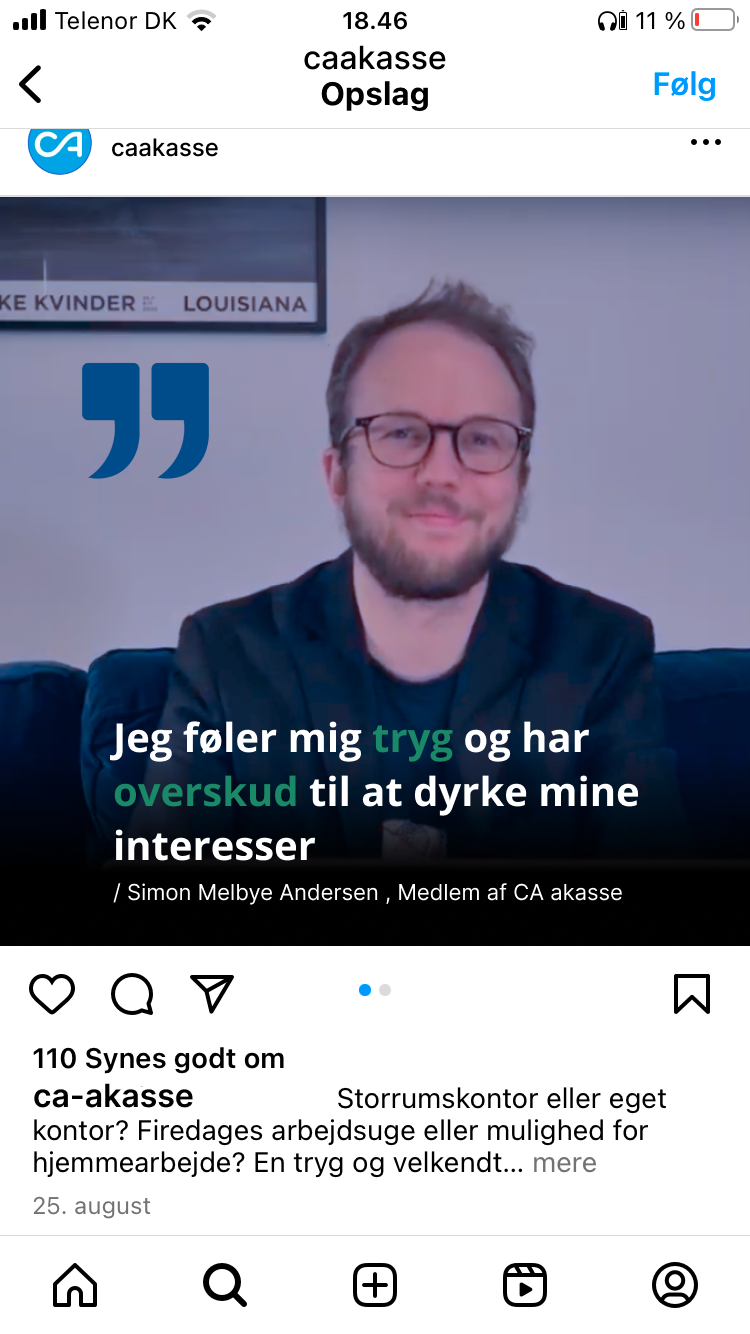 Telenor DK 18.46 11 %
caakasse
Opslag
Følg
CA caakasse
KE KVINDER LOUISIANA
Jeg føler mig tryg og har
overskud til at dyrke mine
interesser
/ Simon Melbye Andersen , Medlem af CA akasse
110 Synes godt om
ca-akasse Storrumskontor eller eget
kontor? Firedages arbejdsuge eller mulighed for
hjemmearbejde? En tryg og velkendt... mere
25. august